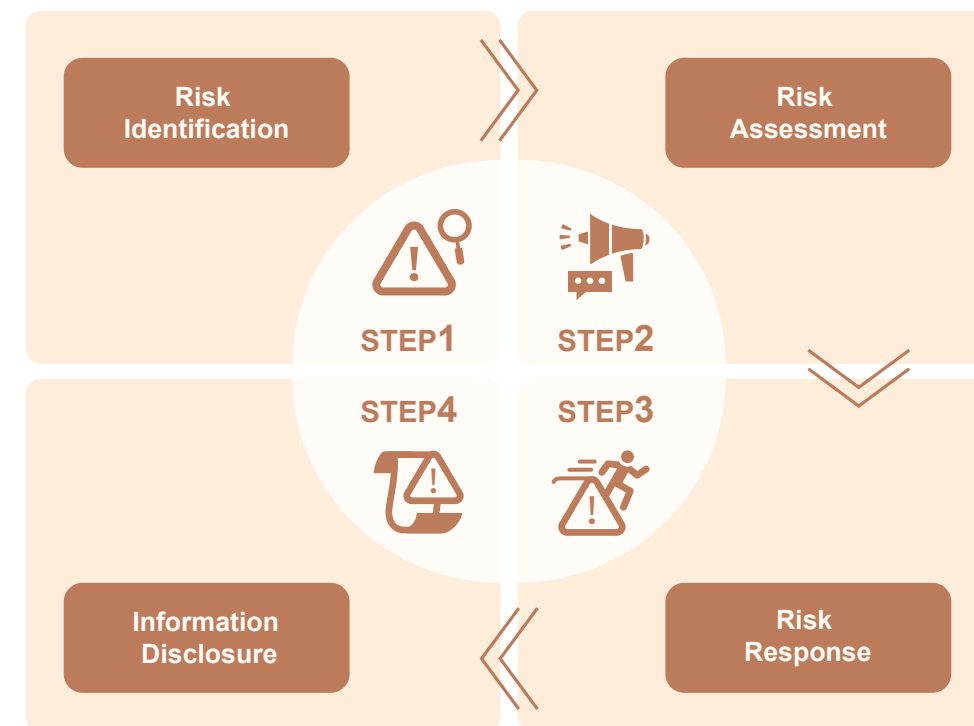 Risk
Identification
STEP1
Risk
Assessment
STEP2
STEP3
Risk
Response
STEP4
Information
Disclosure